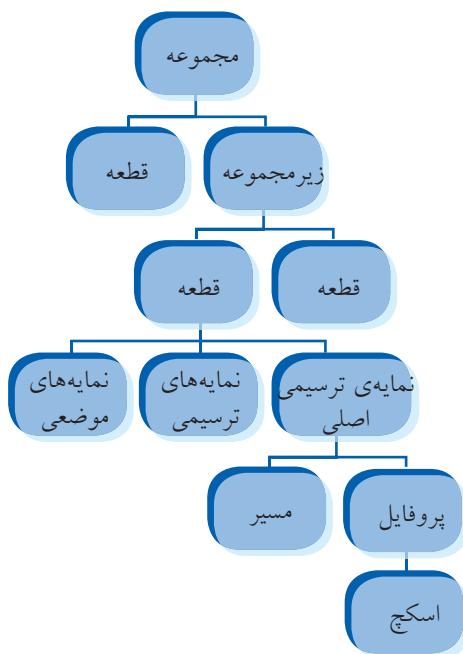 مجموعه
زیرمجموعه
قطعه
قطعه
قطعه
نمایه‌ی ترسیمی
اصلی
نمایه‌های
ترسیمی
نمایه‌های
موضعی
پروفایل
مسیر
اسکچ